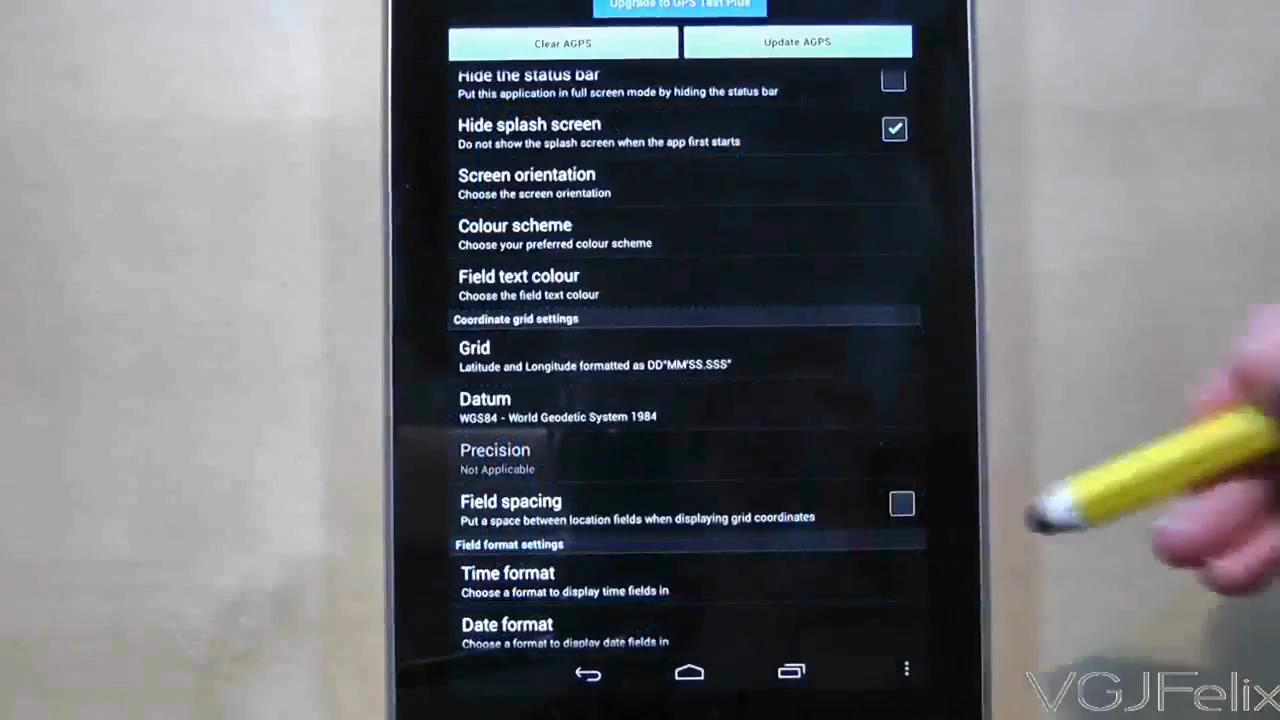 Upgrade to GPS Test Plus
Clear AGPS
Update AGPS
Hide the status bar
Put this application in full screen mode by hiding the status bar
Hide splash screen
Do not show the splash screen when the app first starts
Screen orientation
Choose the screen orientation
Colour scheme
Choose your preferred colour scheme
Field text colour
Choose the field text colour
Coordinate grid settings
Grid
Latitude and Longitude formatted as DD°MM'SS.SSS"
Datum
WGS84 - World Geodetic System 1984
Precision
Not Applicable
Field spacing
Put a space between location fields when displaying grid coordinates
Field format settings
Time format
Choose a format to display time fields in
Date format
Choose a format to display date fields in
VGJFelix